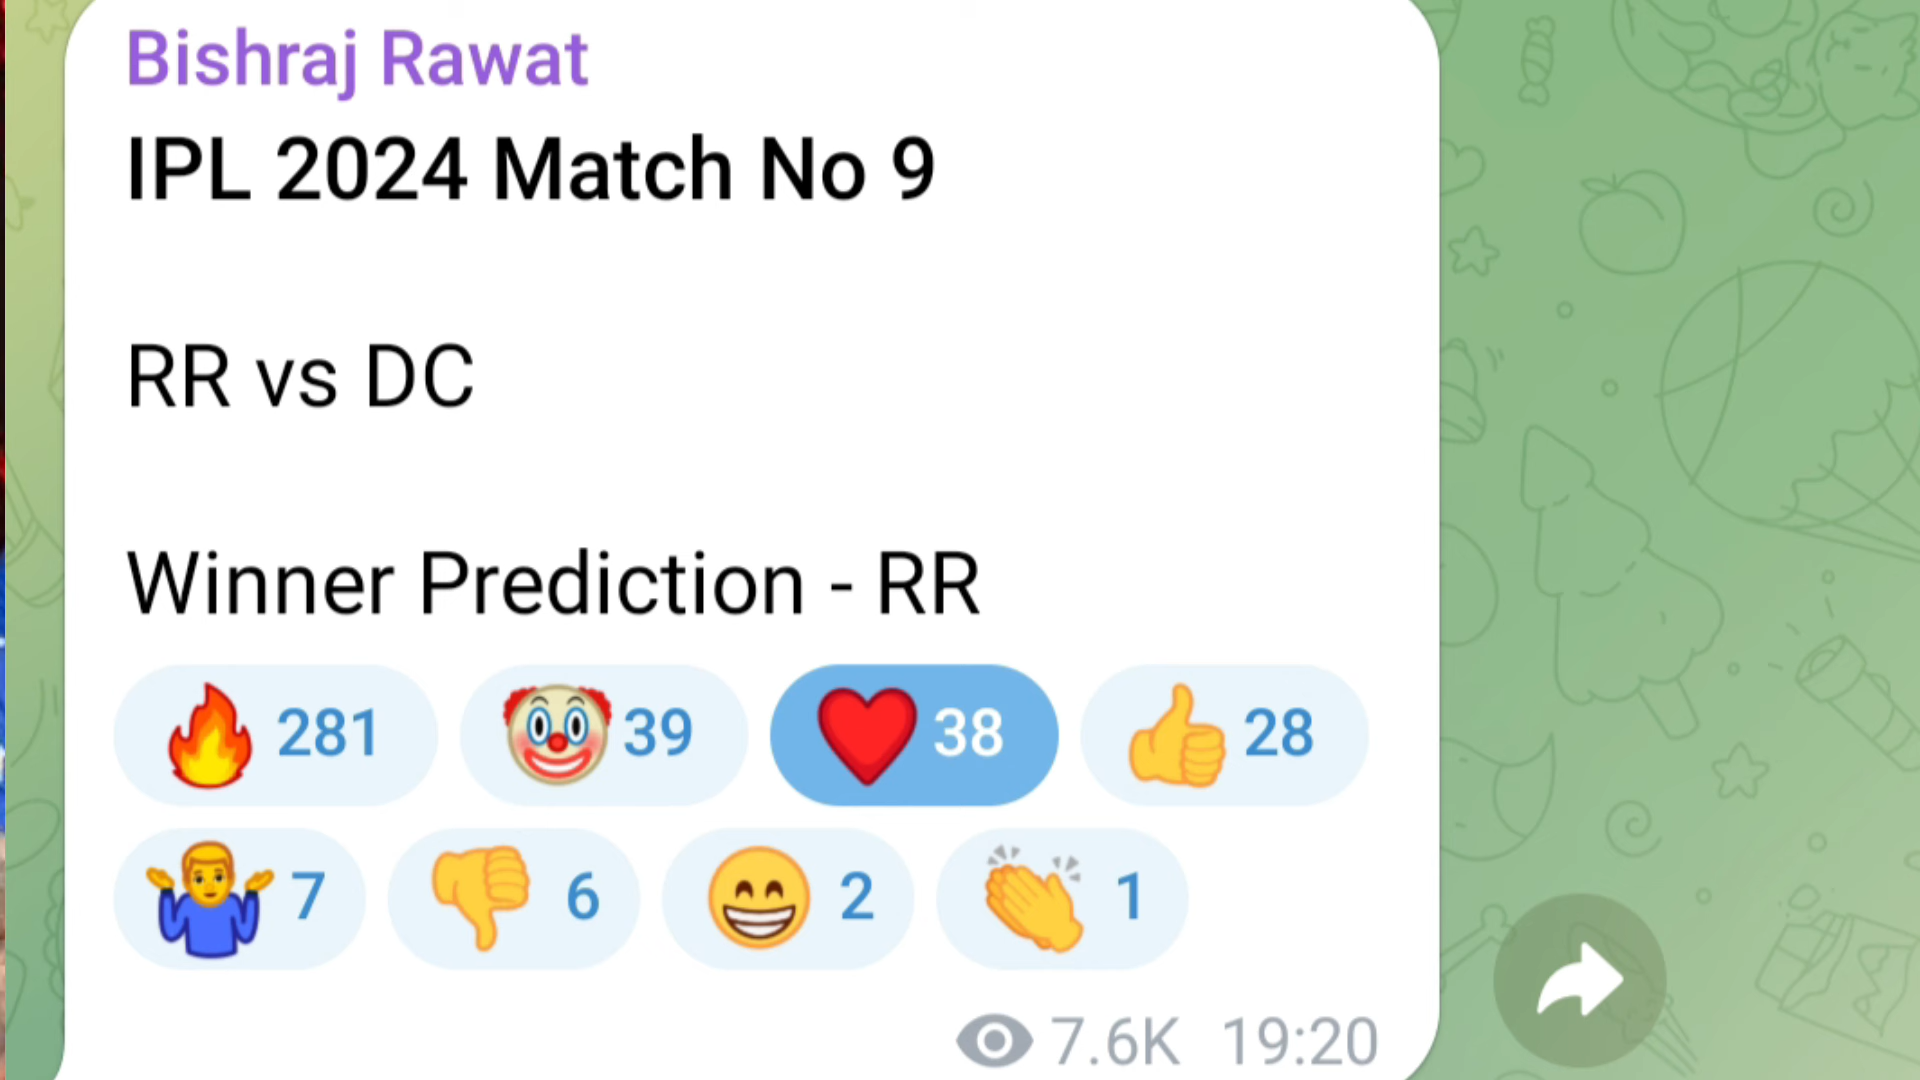 Bishraj Rawat
IPL 2024 Match No 9
RR vs DC
Winner Prediction - RR
281 39 38 28
7 6 2 1
7.6K 19:20